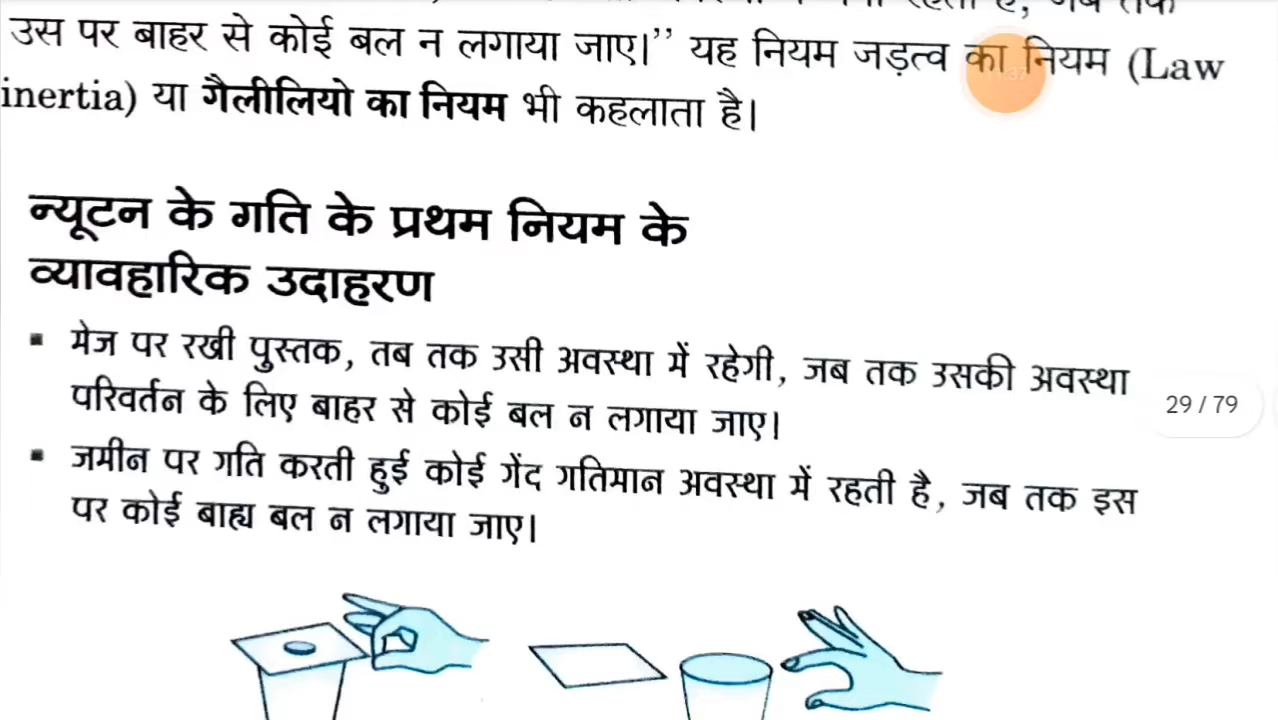 उस पर बाहर से कोई बल न लगाया जाए।’’ यह नियम जड़त्व का नियम (Law
inertia) या गैलीलियो का नियम भी कहलाता है।
न्यूटन के गति के प्रथम नियम के
व्यावहारिक उदाहरण
▪ मेज पर रखी पुस्तक, तब तक उसी अवस्था में रहेगी, जब तक उसकी अवस्था
परिवर्तन के लिए बाहर से कोई बल न लगाया जाए।
29 / 79
▪ जमीन पर गति करती हुई कोई गेंद गतिमान अवस्था में रहती है, जब तक इस
पर कोई बाह्य बल न लगाया जाए।